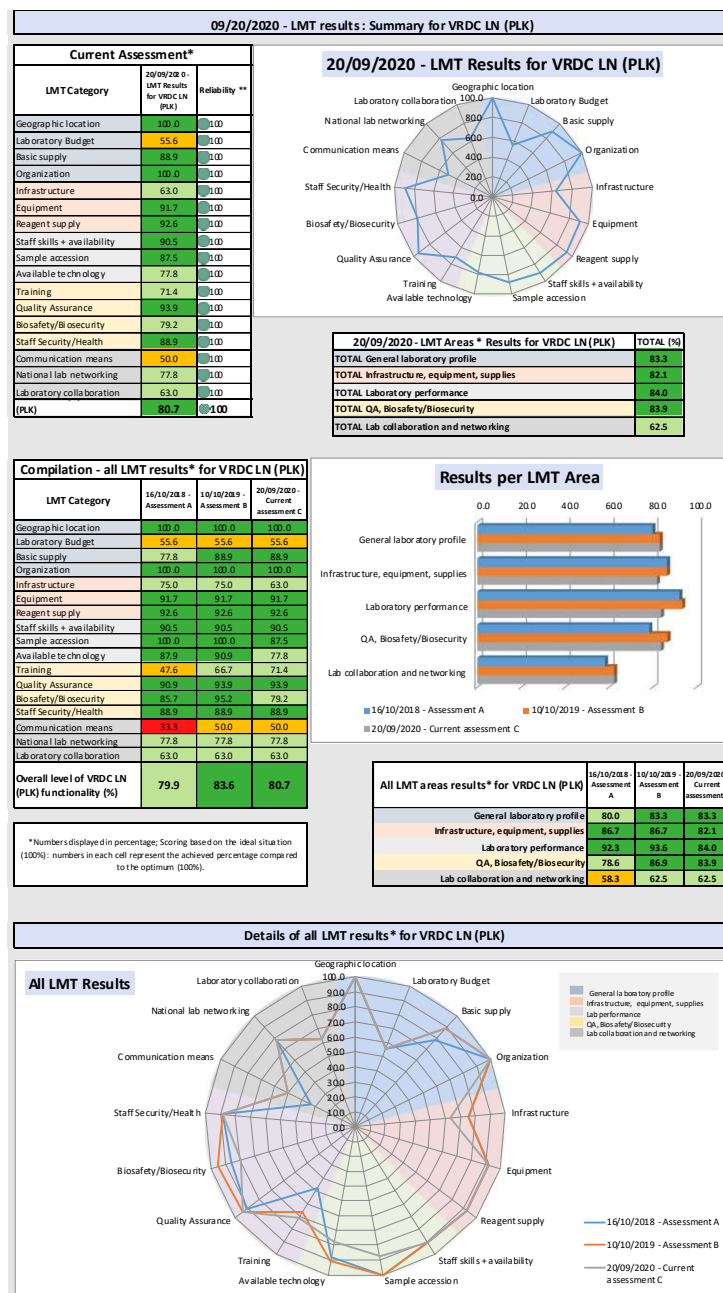 09/20/2020 - LMT results : Summary for VRDC LN (PLK)
Current Assessment*
LMT Category 20/09/2020 - LMT Results for VRDC LN (PLK) Reliability **
Geographic location 100.0 100
Laboratory Budget 55.6 100
Basic supply 88.9 100
Organization 100.0 100
Infrastructure 63.0 100
Equipment 91.7 100
Reagent supply 92.6 100
Staff skills + availability 90.5 100
Sample accession 87.5 100
Available technology 77.8 100
Training 71.4 100
Quality Assurance 93.9 100
Biosafety/Biosecurity 79.2 100
Staff Security/Health 88.9 100
Communication means 50.0 100
National lab networking 77.8 100
Laboratory collaboration 63.0 100
(PLK) 80.7 100
20/09/2020 - LMT Results for VRDC LN (PLK)
Geographic location
Laboratory Budget
Basic supply
Organization
Infrastructure
Equipment
Reagent supply
Staff skills + availability
Sample accession
Available technology
Training
Quality Assurance
Biosafety/Biosecurity
Staff Security/Health
Communication means
National lab networking
Laboratory collaboration
100.0
80.0
60.0
40.0
20.0
0.0
20/09/2020 - LMT Areas * Results for VRDC LN (PLK) TOTAL (%)
TOTAL General laboratory profile 83.3
TOTAL Infrastructure, equipment, supplies 82.1
TOTAL Laboratory performance 84.0
TOTAL QA, Biosafety/Biosecurity 83.9
TOTAL Lab collaboration and networking 62.5
Compilation - all LMT results* for VRDC LN (PLK)
LMT Category 16/10/2018 - Assessment A 10/10/2019 - Assessment B 20/09/2020 - Current assessment C
Geographic location 100.0 100.0 100.0
Laboratory Budget 55.6 55.6 55.6
Basic supply 77.8 88.9 88.9
Organization 100.0 100.0 100.0
Infrastructure 75.0 75.0 63.0
Equipment 91.7 91.7 91.7
Reagent supply 92.6 92.6 92.6
Staff skills + availability 90.5 90.5 90.5
Sample accession 100.0 100.0 87.5
Available technology 87.9 90.9 77.8
Training 47.6 66.7 71.4
Quality Assurance 90.9 93.9 93.9
Biosafety/Biosecurity 85.7 95.2 79.2
Staff Security/Health 88.9 88.9 88.9
Communication means 33.3 50.0 50.0
National lab networking 77.8 77.8 77.8
Laboratory collaboration 63.0 63.0 63.0
Overall level of VRDC LN (PLK) functionality (%) 79.9 83.6 80.7
*Numbers displayed in percentage; Scoring based on the ideal situation
(100%): numbers in each cell represent the achieved percentage compared
to the optimum (100%).
Results per LMT Area
0.0 20.0 40.0 60.0 80.0 100.0
General laboratory profile
Infrastructure, equipment, supplies
Laboratory performance
QA, Biosafety/Biosecurity
Lab collaboration and networking
16/10/2018 - Assessment A 10/10/2019 - Assessment B
20/09/2020 - Current assessment C
All LMT areas results* for VRDC LN (PLK) 16/10/2018 - Assessment A 10/10/2019 - Assessment B 20/09/2020 Current assessment
General laboratory profile 80.0 83.3 83.3
Infrastructure, equipment, supplies 86.7 86.7 82.1
Laboratory performance 92.3 93.6 84.0
QA, Biosafety/Biosecurity 78.6 86.9 83.9
Lab collaboration and networking 58.3 62.5 62.5
Details of all LMT results* for VRDC LN (PLK)
All LMT Results
Geographic location
Laboratory Budget
Basic supply
Organization
Infrastructure
Equipment
Reagent supply
Staff skills + availability
Sample accession
Available technology
Training
Quality Assurance
Biosafety/Biosecurity
Staff Security/Health
Communication means
National lab networking
Laboratory collaboration
100.0
90.0
80.0
70.0
60.0
50.0
40.0
30.0
20.0
10.0
0.0
General laboratory profile
Infrastructure, equipment, supplies
Lab performance
QA, Biosafety/Biosecuirty
Lab collaboration and networking
16/10/2018 - Assessment A
10/10/2019 - Assessment B
20/09/2020 - Current
assessment C